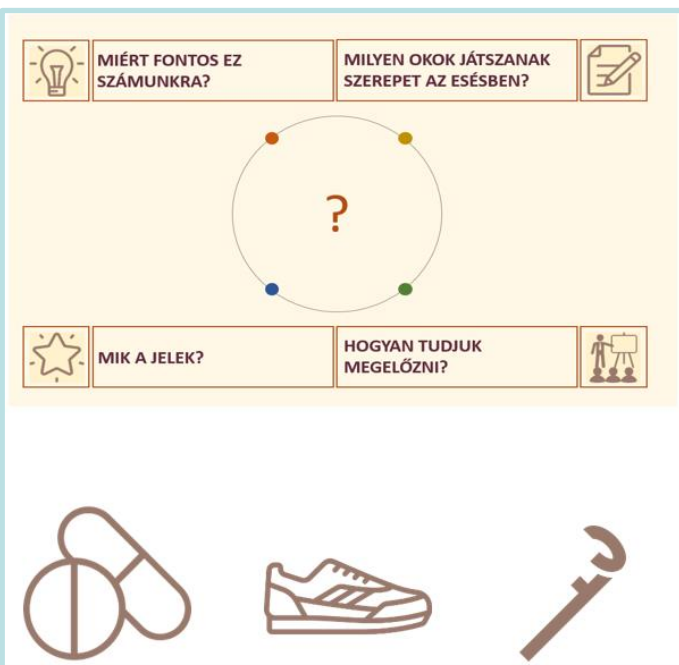 MIÉRT FONTOS EZ
SZÁMUNKRA?
MILYEN OKOK JÁTSZANAK
SZEREPET AZ ESÉSBEN?
?
MIK A JELEK?
HOGYAN TUDJUK
MEGELŐZNI?